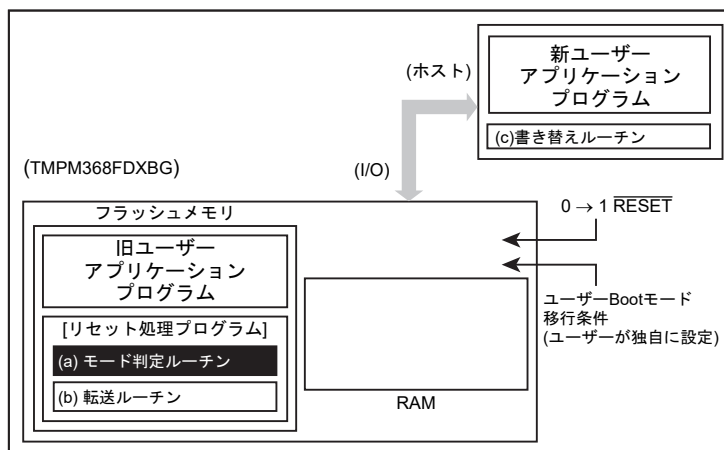 新ユーザー
アプリケーション
プログラム
(ホスト)
(c)書き替えルーチン
(TMPM368FDXBG)
(I/O)
フラッシュメモリ
0 → 1 RESET
旧ユーザー
アプリケーション
プログラム
ユーザーBootモード
移行条件
(ユーザーが独自に設定)
[リセット処理プログラム]
(a) モード判定ルーチン
(b) 転送ルーチン
RAM